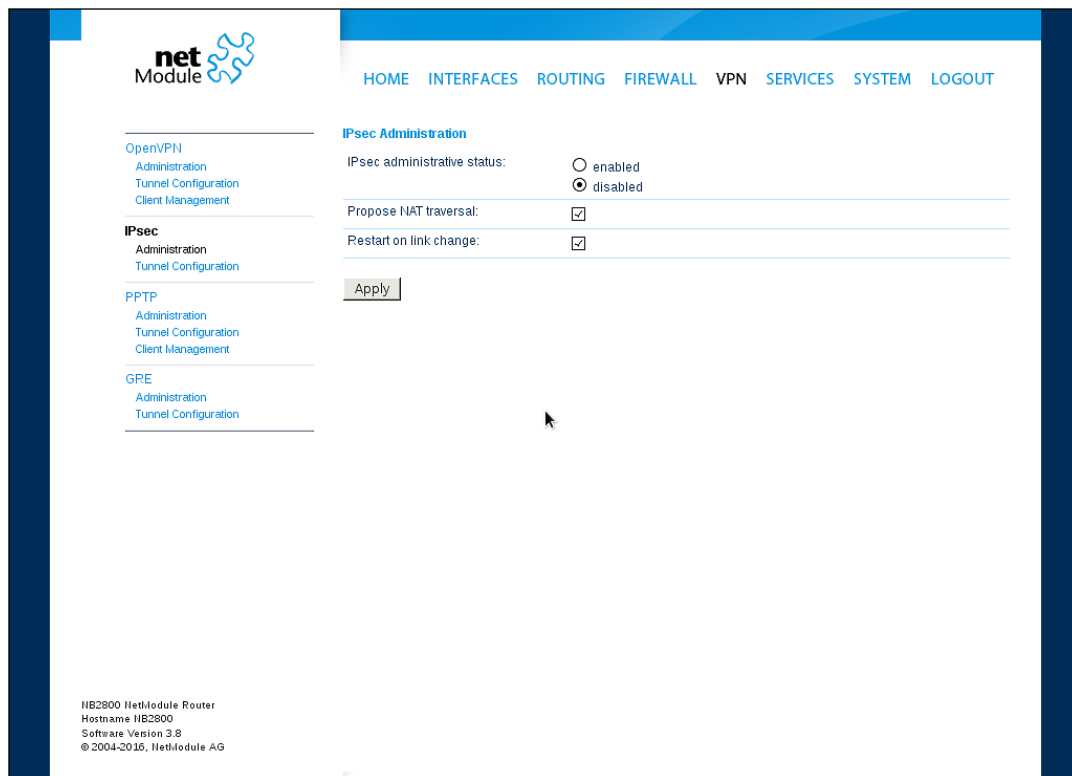 net
Module
HOME INTERFACES ROUTING FIREWALL VPN SERVICES SYSTEM LOGOUT
OpenVPN
Administration
Tunnel Configuration
Client Management
IPsec
Administration
Tunnel Configuration
PPTP
Administration
Tunnel Configuration
Client Management
GRE
Administration
Tunnel Configuration
IPsec Administration
IPsec administrative status:
enabled
disabled
Propose NAT traversal:
Restart on link change:
Apply
NB2800 NetModule Router
Hostname NB2800
Software Version 3.8
© 2004-2016, NetModule AG